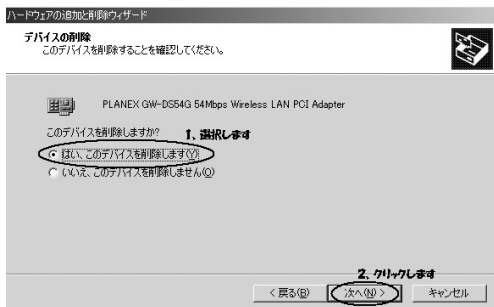 ハードウェアの追加と削除ウィザード
デバイスの削除
このデバイスを削除することを確認してください。
PLANEX GW-DS54G 54Mbps Wireless LAN PCI Adapter
このデバイスを削除しますか?
1、選択します
はい、このデバイスを削除します(Y)
いいえ、このデバイスを削除しません(O)
2、クリックします
< 戻る(B)
次へ(N) >
キャンセル